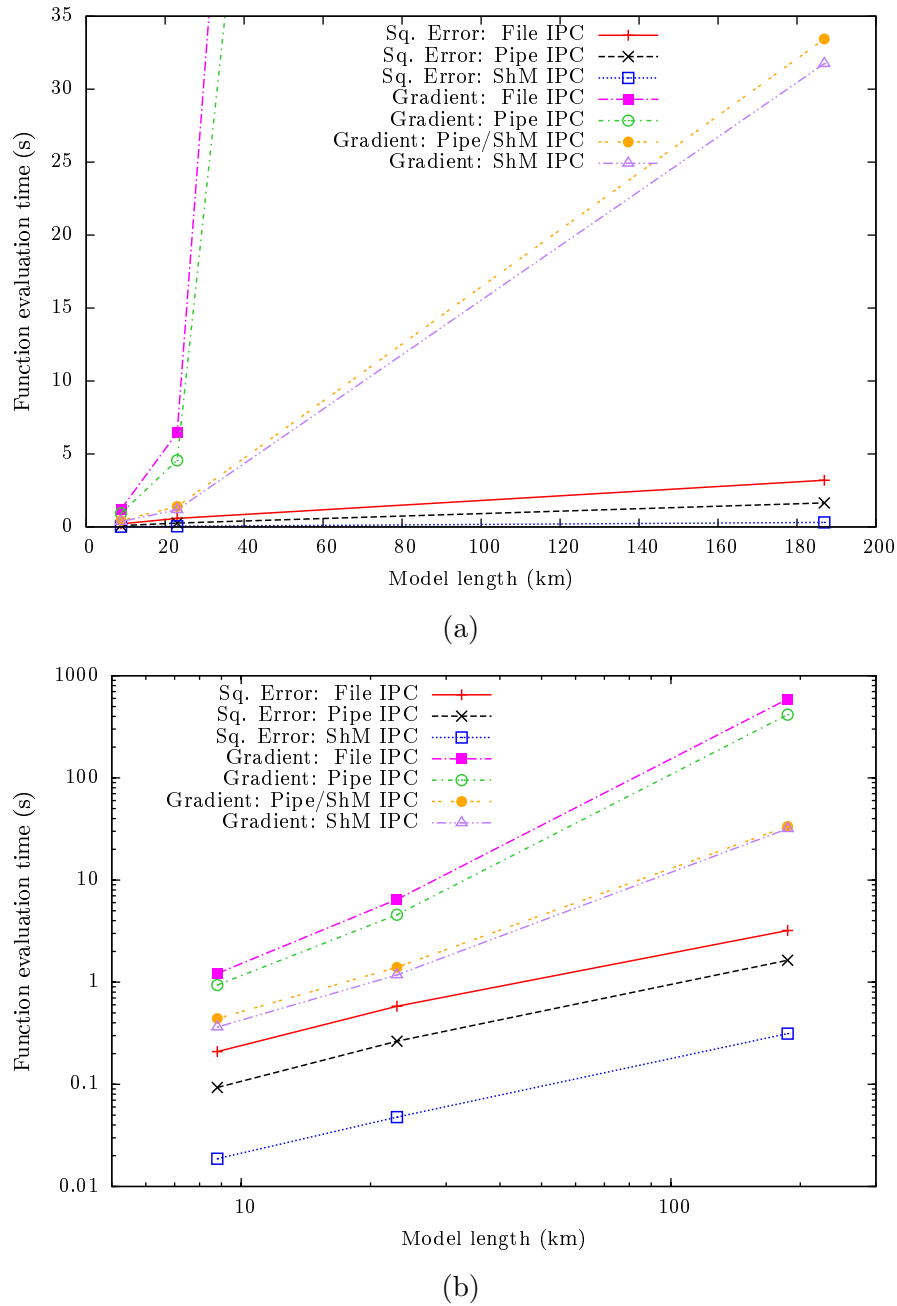 35
30
25
20
15
10
5
0
Function evaluation time (s)
Sq. Error: File IPC
Sq. Error: Pipe IPC
Sq. Error: ShM IPC
Gradient: File IPC
Gradient: Pipe IPC
Gradient: Pipe/ShM IPC
Gradient: ShM IPC
0 20 40 60 80 100 120 140 160 180 200
Model length (km)
(a)
1000
100
10
1
0.1
0.01
Function evaluation time (s)
Sq. Error: File IPC
Sq. Error: Pipe IPC
Sq. Error: ShM IPC
Gradient: File IPC
Gradient: Pipe IPC
Gradient: Pipe/ShM IPC
Gradient: ShM IPC
10 100
Model length (km)
(b)